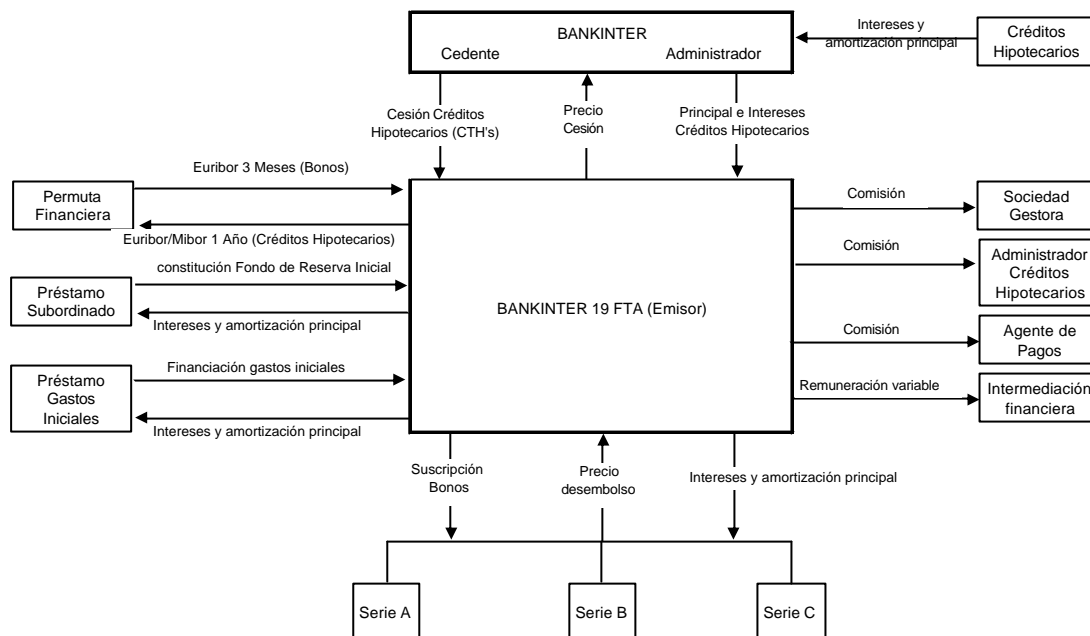 BANKINTER
Cedente
Administrador
Intereses y
amortización principal
Créditos
Hipotecarios
Cesión Créditos
Hipotecarios (CTH's)
Precio
Cesión
Principal e Intereses
Créditos Hipotecarios
Euribor 3 Meses (Bonos)
Permuta
Financiera
Euribor/Mibor 1 Año (Créditos Hipotecarios)
constitución Fondo de Reserva Inicial
Préstamo
Subordinado
Intereses y amortización principal
Financiación gastos iniciales
Préstamo
Gastos
Iniciales
Intereses y amortización principal
BANKINTER 19 FTA (Emisor)
Comisión
Sociedad
Gestora
Comisión
Administrador
Créditos
Hipotecarios
Comisión
Agente de
Pagos
Remuneración variable
Intermediación
financiera
Suscripción
Bonos
Precio
desembolso
Intereses y amortización principal
Serie A
Serie B
Serie C